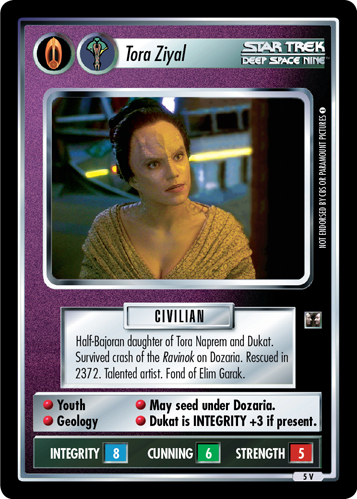 Tora Ziyal
STAR TREK
DEEP SPACE NINE
NOT ENDORSED BY CBS OR PARAMOUNT PICTURES
CIVILIAN
Half-Bajoran daughter of Tora Naprem and Dukat.
Survived crash of the Ravinok on Dozaria. Rescued in
2372. Talented artist. Fond of Elim Garak.
Youth
Geology
May seed under Dozaria.
Dukat is INTEGRITY +3 if present.
INTEGRITY 8 CUNNING 6 STRENGTH 5
5 V